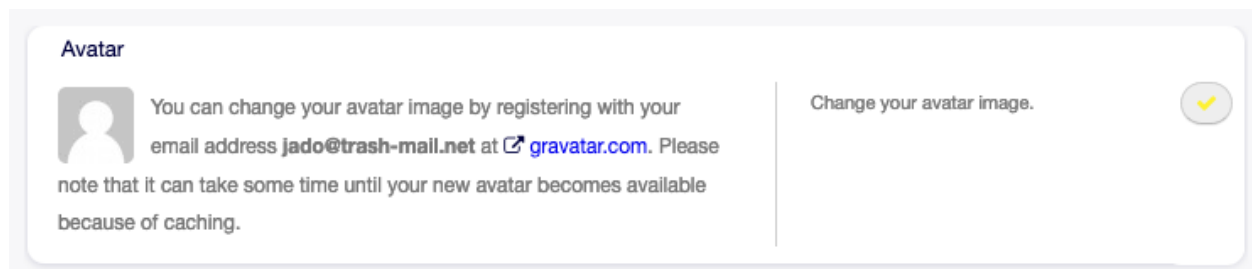 Avatar
You can change your avatar image by registering with your
email address jado@trash-mail.net at gravatar.com. Please
note that it can take some time until your new avatar becomes available
because of caching.
Change your avatar image.